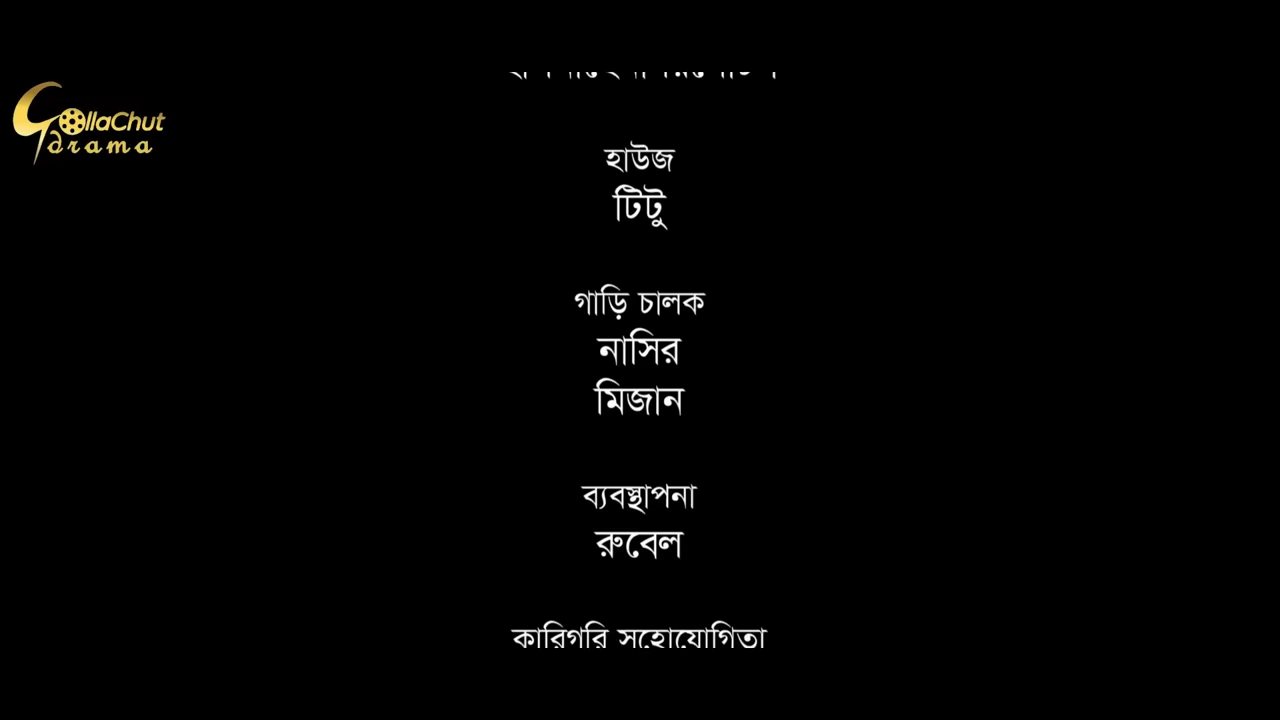 GollaChut
drama
হাউজ
টিটু
গাড়ি চালক
নাসির
মিজান
ব্যবস্থাপনা
রুবেল
কারিগরি সহোযোগিতা